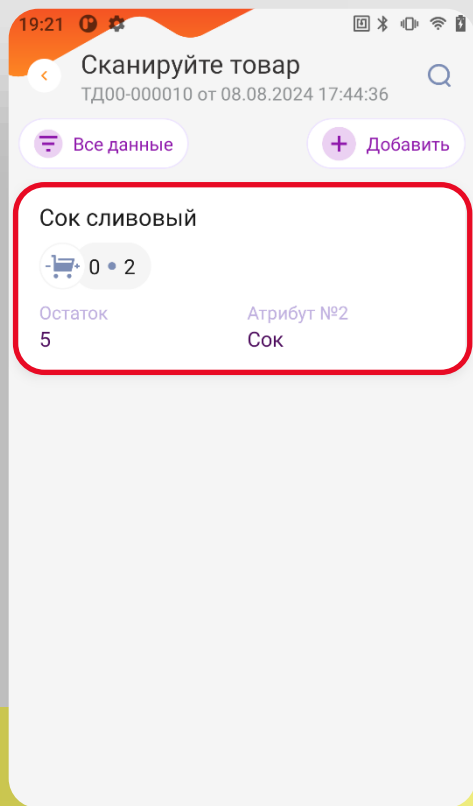 19:21
Сканируйте товар
ТД00-000010 от 08.08.2024 17:44:36
Все данные
Добавить
Сок сливовый
0 • 2
Остаток Атрибут №2
5 Сок